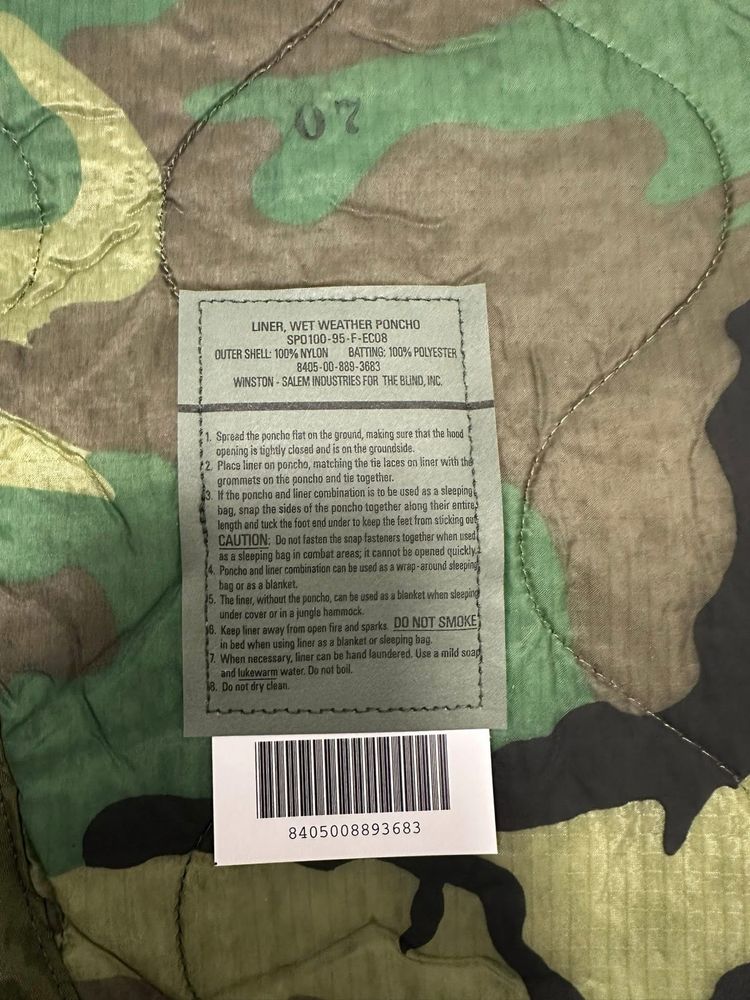 07
LINER, WET WEATHER PONCHO
SPO100-95-F-EC08
OUTER SHELL: 100% NYLON BATTING: 100% POLYESTER
8405-00-889-3683
WINSTON - SALEM INDUSTRIES FOR THE BLIND, INC.
1. Spread the poncho flat on the ground, making sure that the hood
opening is tightly closed and is on the groundside.
2. Place liner on poncho, matching the tie laces on liner with the
grommets on the poncho and tie together.
3. If the poncho and liner combination is to be used as a sleeping
bag, snap the sides of the poncho together along their entire
length and tuck the foot end under to keep the feet from sticking out
CAUTION: Do not fasten the snap fasteners together when used
as a sleeping bag in combat areas; it cannot be opened quickly.
4. Poncho and liner combination can be used as a wrap-around sleeping
bag or as a blanket.
5. The liner, without the poncho, can be used as a blanket when sleeping
under cover or in a jungle hammock.
6. Keep liner away from open fire and sparks. DO NOT SMOKE
in bed when using liner as a blanket or sleeping bag.
7. When necessary, liner can be hand laundered. Use a mild soap
and lukewarm water. Do not boil.
8. Do not dry clean.
8405008893683